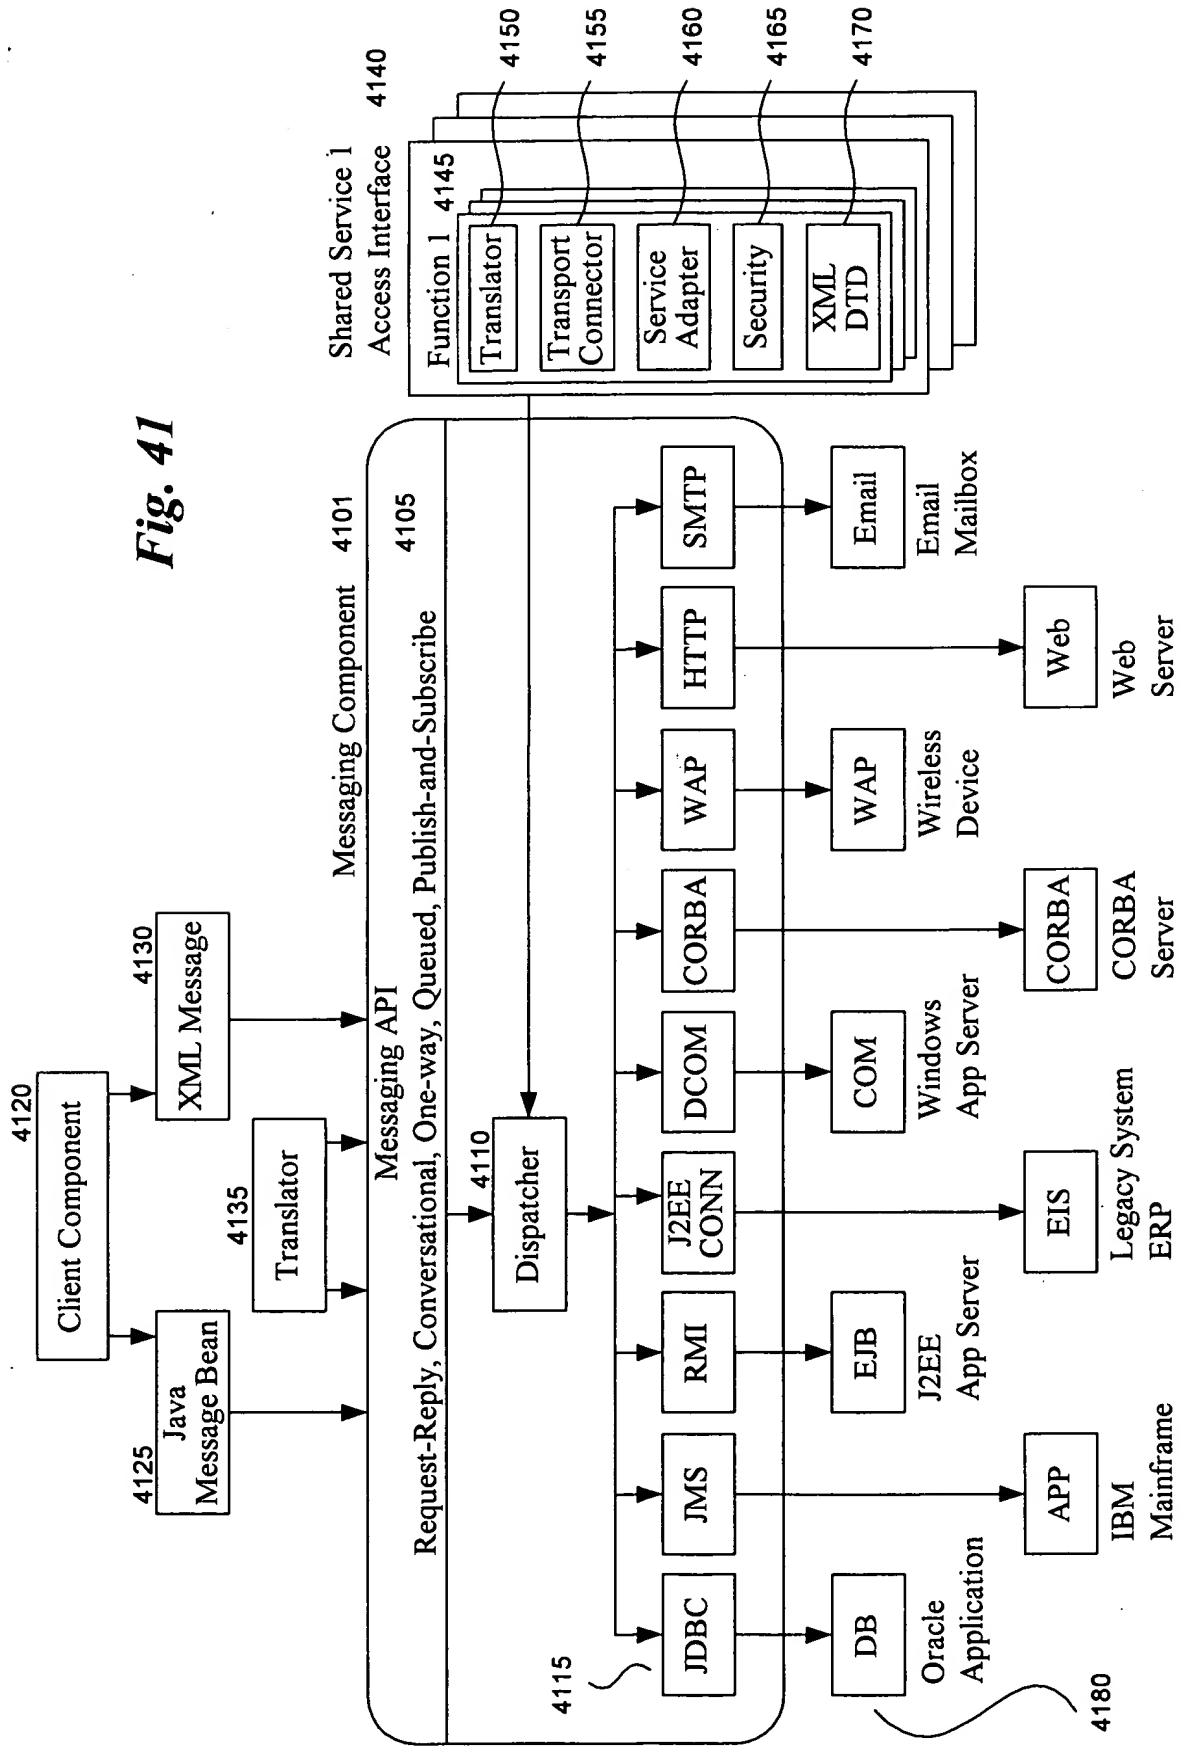 Fig. 41
4120
Client Component
4125
Java
Message Bean
4130
XML Message
4135
Translator
Messaging Component
4101
Messaging API
4105
Request-Reply, Conversational, One-way, Queued, Publish-and-Subscribe
4110
Dispatcher
4115
JDBC
JMS
RMI
J2EE
CONN
DCOM
CORBA
WAP
HTTP
SMTP
DB
Oracle
Application
APP
IBM
Mainframe
EJB
J2EE
App Server
EIS
Legacy System
ERP
COM
Windows
App Server
CORBA
CORBA
Server
WAP
Wireless
Device
Web
Web
Server
Email
Email
Mailbox
4180
Shared Service 1
Access Interface
4140
Function 1
4145
Translator
4150
Transport
Connector
4155
Service
Adapter
4160
Security
4165
XML
DTD
4170